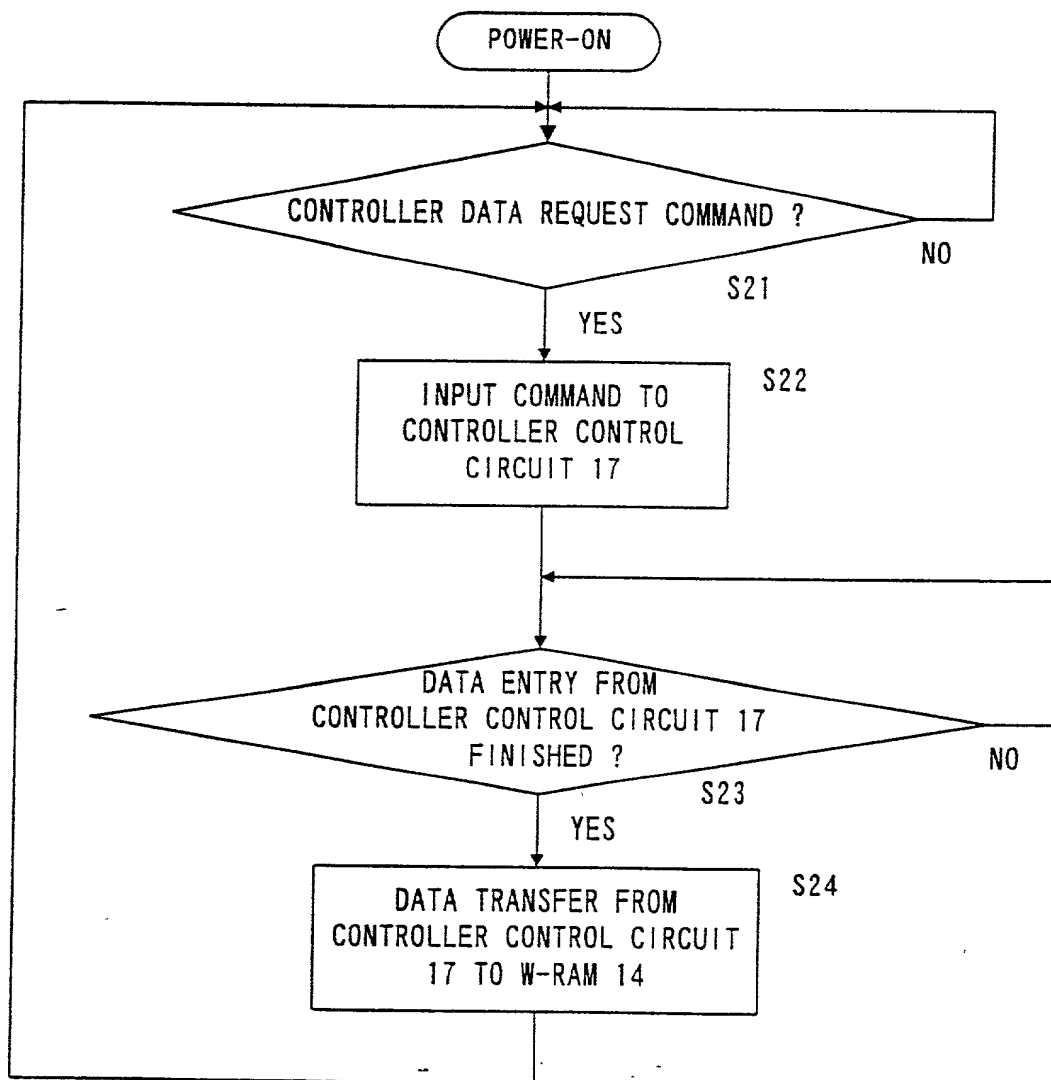 POWER-ON
CONTROLLER DATA REQUEST COMMAND ?
NO
S21
YES
S22
INPUT COMMAND TO
CONTROLLER CONTROL
CIRCUIT 17
DATA ENTRY FROM
CONTROLLER CONTROL CIRCUIT 17
FINISHED ?
NO
S23
YES
S24
DATA TRANSFER FROM
CONTROLLER CONTROL CIRCUIT
17 TO W-RAM 14